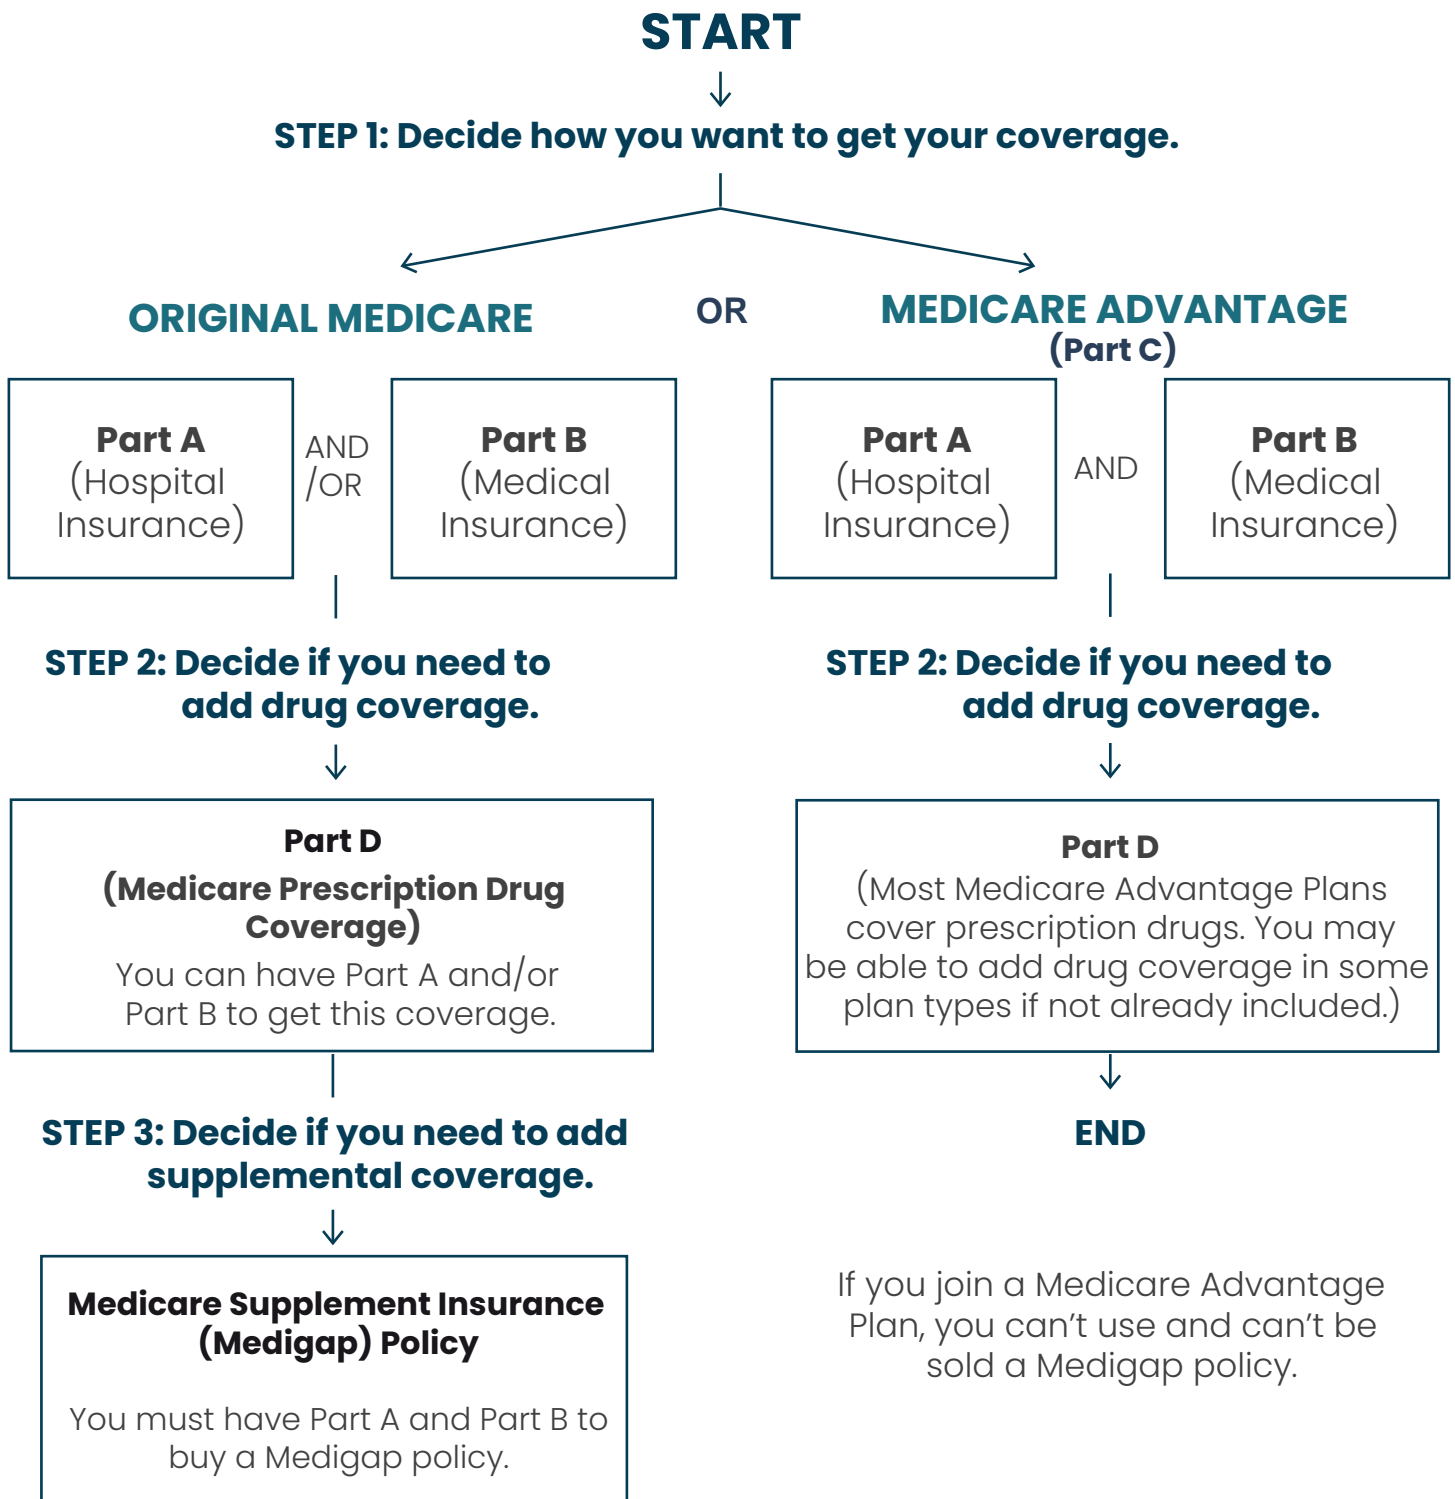 START
STEP 1: Decide how you want to get your coverage.
ORIGINAL MEDICARE
OR
MEDICARE ADVANTAGE
(Part C)
Part A
(Hospital
Insurance)
AND
/OR
Part B
(Medical
Insurance)
Part A
(Hospital
Insurance)
AND
Part B
(Medical
Insurance)
STEP 2: Decide if you need to
add drug coverage.
Part D
(Medicare Prescription Drug
Coverage)
You can have Part A and/or
Part B to get this coverage.
STEP 3: Decide if you need to add
supplemental coverage.
Medicare Supplement Insurance
(Medigap) Policy
You must have Part A and Part B to
buy a Medigap policy.
STEP 2: Decide if you need to
add drug coverage.
Part D
(Most Medicare Advantage Plans
cover prescription drugs. You may
be able to add drug coverage in some
plan types if not already included.)
END
If you join a Medicare Advantage
Plan, you can’t use and can’t be
sold a Medigap policy.